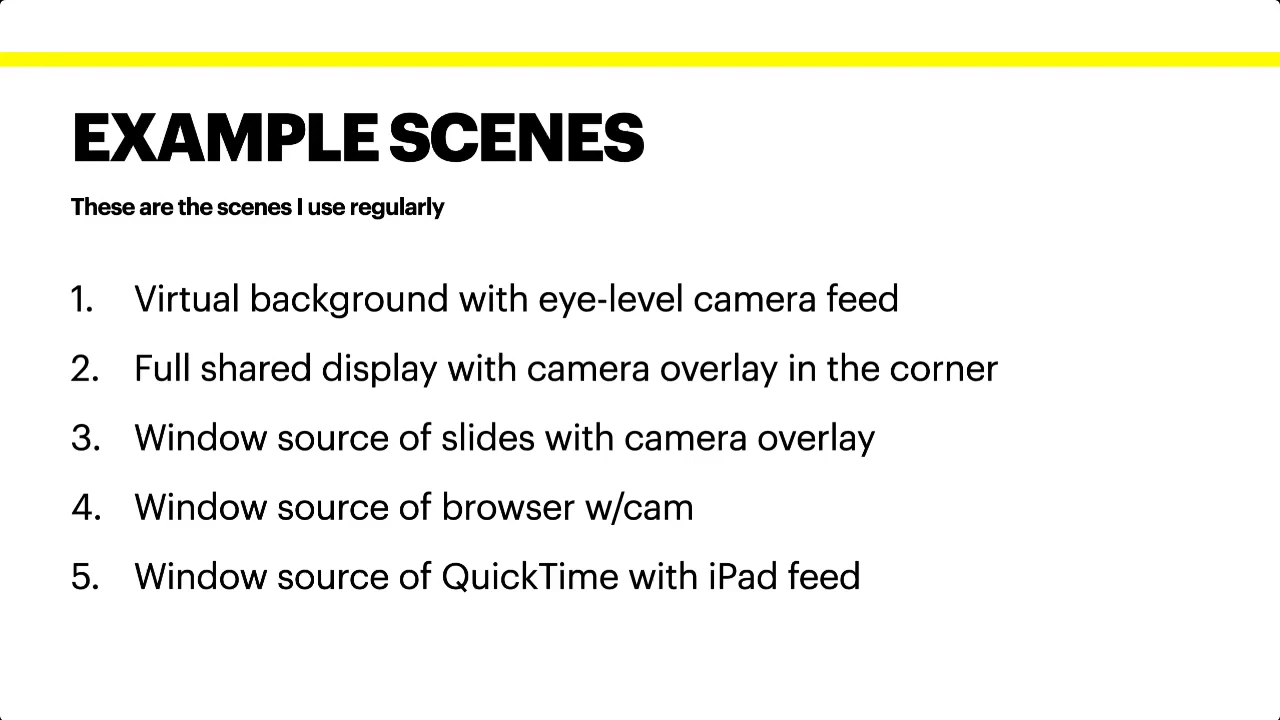 EXAMPLE SCENES
These are the scenes I use regularly
1. Virtual background with eye-level camera feed
2. Full shared display with camera overlay in the corner
3. Window source of slides with camera overlay
4. Window source of browser w/cam
5. Window source of QuickTime with iPad feed